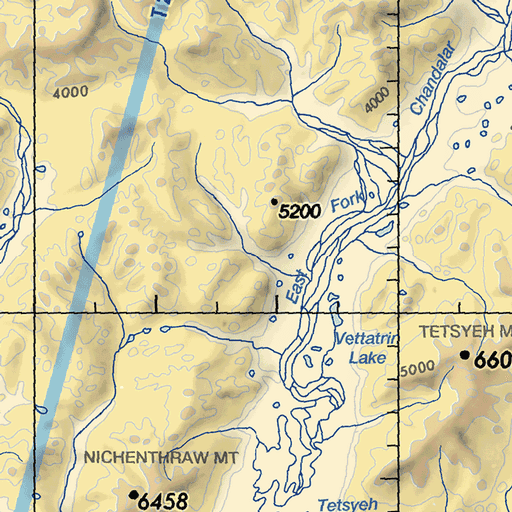 4000
4000
Chandalar
5200
Fork
East
Vettatrin
Lake
TETSYEH M
660
5000
NICHENTHRAW MT
6458
Tetsyeh